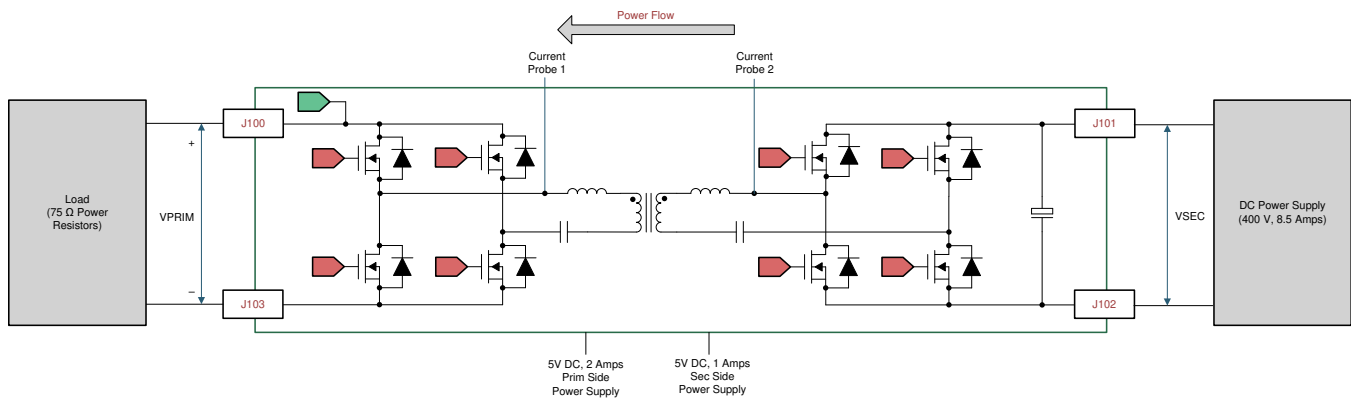 Power Flow
Current
Probe 1
Current
Probe 2
J100
J101
+
Load
(75 Ω Power
Resistors)
VPRIM
VSEC
DC Power Supply
(400 V, 8.5 Amps)
–
J103
J102
5V DC, 2 Amps
Prim Side
Power Supply
5V DC, 1 Amps
Sec Side
Power Supply